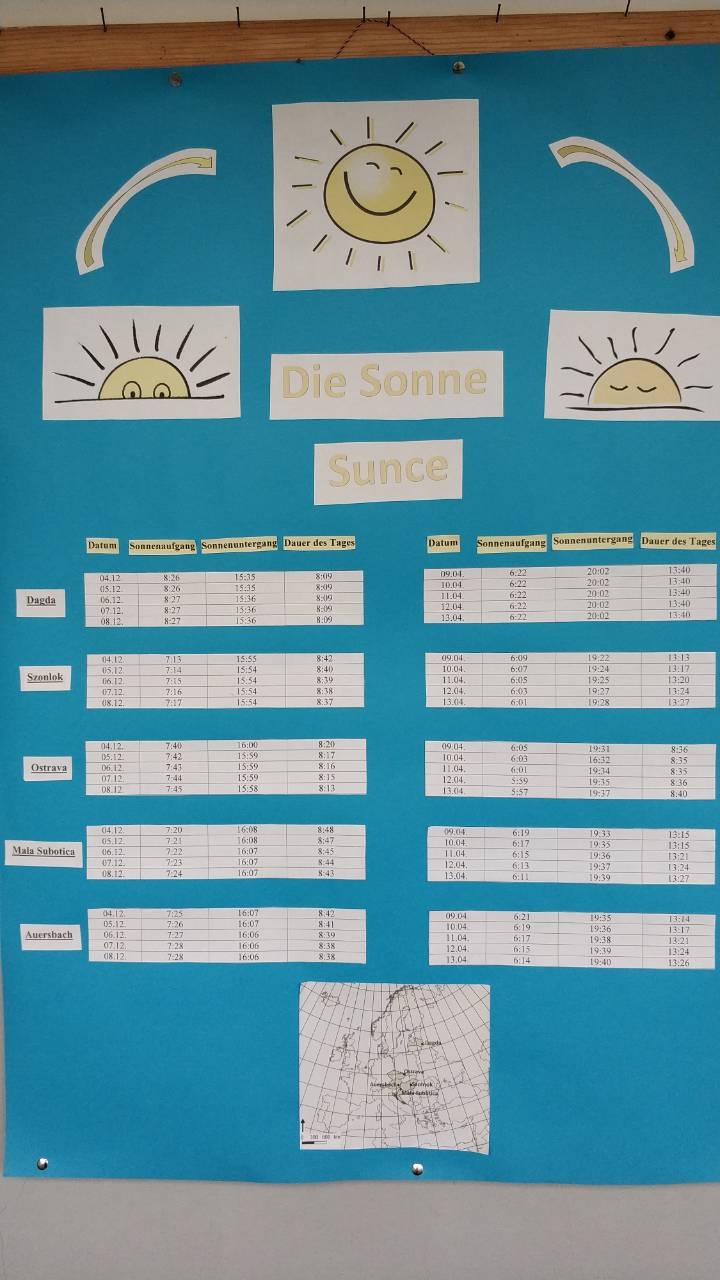 Die Sonne
Sunce
Datum Sonnenaufgang Sonnenuntergang Dauer des Tages
Datum Sonnenaufgang Sonnenuntergang Dauer des Tages
Dagda
04.12. 8:26 15:35 8:09
05.12. 8:26 15:35 8:09
06.12. 8:27 15:36 8:09
07.12. 8:27 15:36 8:09
08.12. 8:27 15:36 8:09
09.04. 6:22 20:02 13:40
10.04. 6:22 20:02 13:40
11.04. 6:22 20:02 13:40
12.04. 6:22 20:02 13:40
13.04. 6:22 20:02 13:40
Szonlok
04.12. 7:13 15:55 8:42
05.12. 7:14 15:54 8:40
06.12. 7:15 15:54 8:39
07.12. 7:16 15:54 8:38
08.12. 7:17 15:54 8:37
09.04. 6:09 19:22 13:13
10.04. 6:07 19:24 13:17
11.04. 6:05 19:25 13:20
12.04. 6:03 19:27 13:24
13.04. 6:01 19:28 13:27
Ostrava
04.12. 7:40 16:00 8:20
05.12. 7:42 15:59 8:17
06.12. 7:43 15:59 8:16
07.12. 7:44 15:59 8:15
08.12 7:45 15:58 8:13
09.04. 6:05 19:31 8:36
10.04. 6:03 16:32 8:35
11.04. 6:01 19:34 8:35
12.04. 5:59 19:35 8:36
13.04. 5:57 19:37 8:40
Mala Subotica
04.12. 7:20 16:08 8:48
05.12. 7:21 16:08 8:47
06.12. 7:22 16:07 8:45
07.12. 7:23 16:07 8:44
08.12. 7:24 16:07 8:43
09.04. 6:19 19:33 13:15
10.04. 6:17 19:35 13:15
11.04. 6:15 19:36 13:21
12.04. 6:13 19:37 13:24
13.04. 6:11 19:39 13:27
Auersbach
04.12. 7:25 16:07 8:42
05.12. 7:26 16:07 8:41
06.12. 7:27 16:06 8:39
07.12. 7:28 16:06 8:38
08.12. 7:28 16:06 8:38
09.04. 6:21 19:35 13:14
10.04. 6:19 19:36 13:17
11.04. 6:17 19:38 13:21
12.04. 6:15 19:39 13:24
13.04. 6:14 19:40 13:26
Dagda
Ostrava
Auersbach Szonlok
Mala Subotica